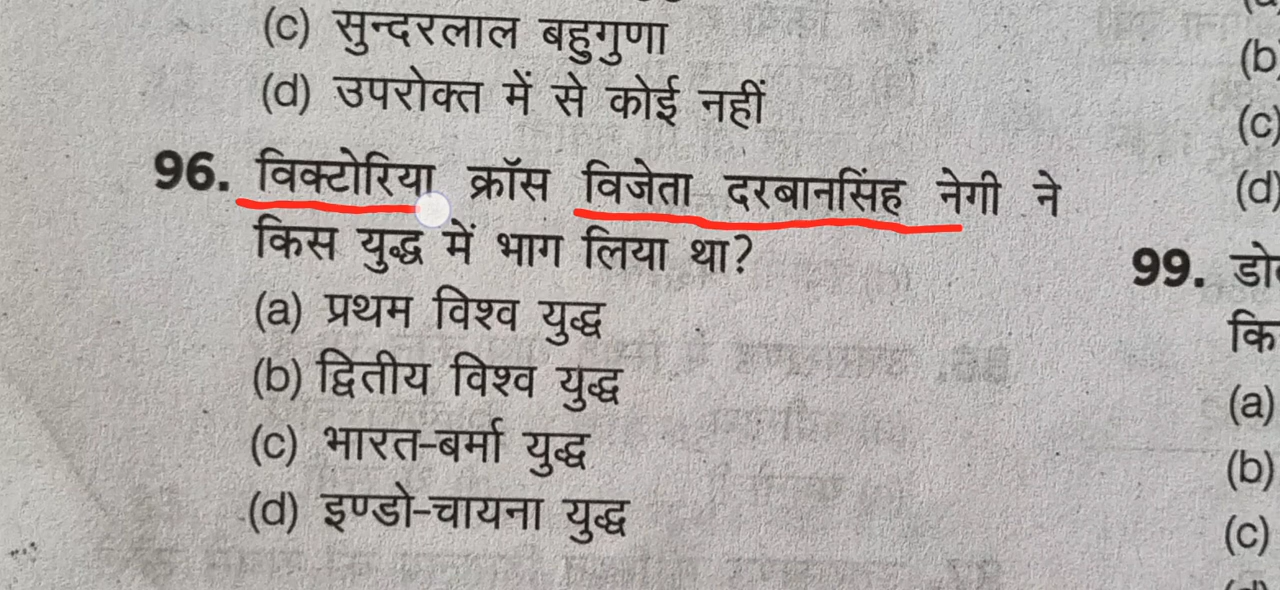 (c) सुन्दरलाल बहुगुणा
(d) उपरोक्त में से कोई नहीं
96. विक्टोरिया क्रॉस विजेता दरबानसिंह नेगी ने
किस युद्ध में भाग लिया था?
(a) प्रथम विश्व युद्ध
(b) द्वितीय विश्व युद्ध
(c) भारत-बर्मा युद्ध
(d) इण्डो-चायना युद्ध
(b)
(c)
(d)
99.
कि
(a)
(b)
(c)